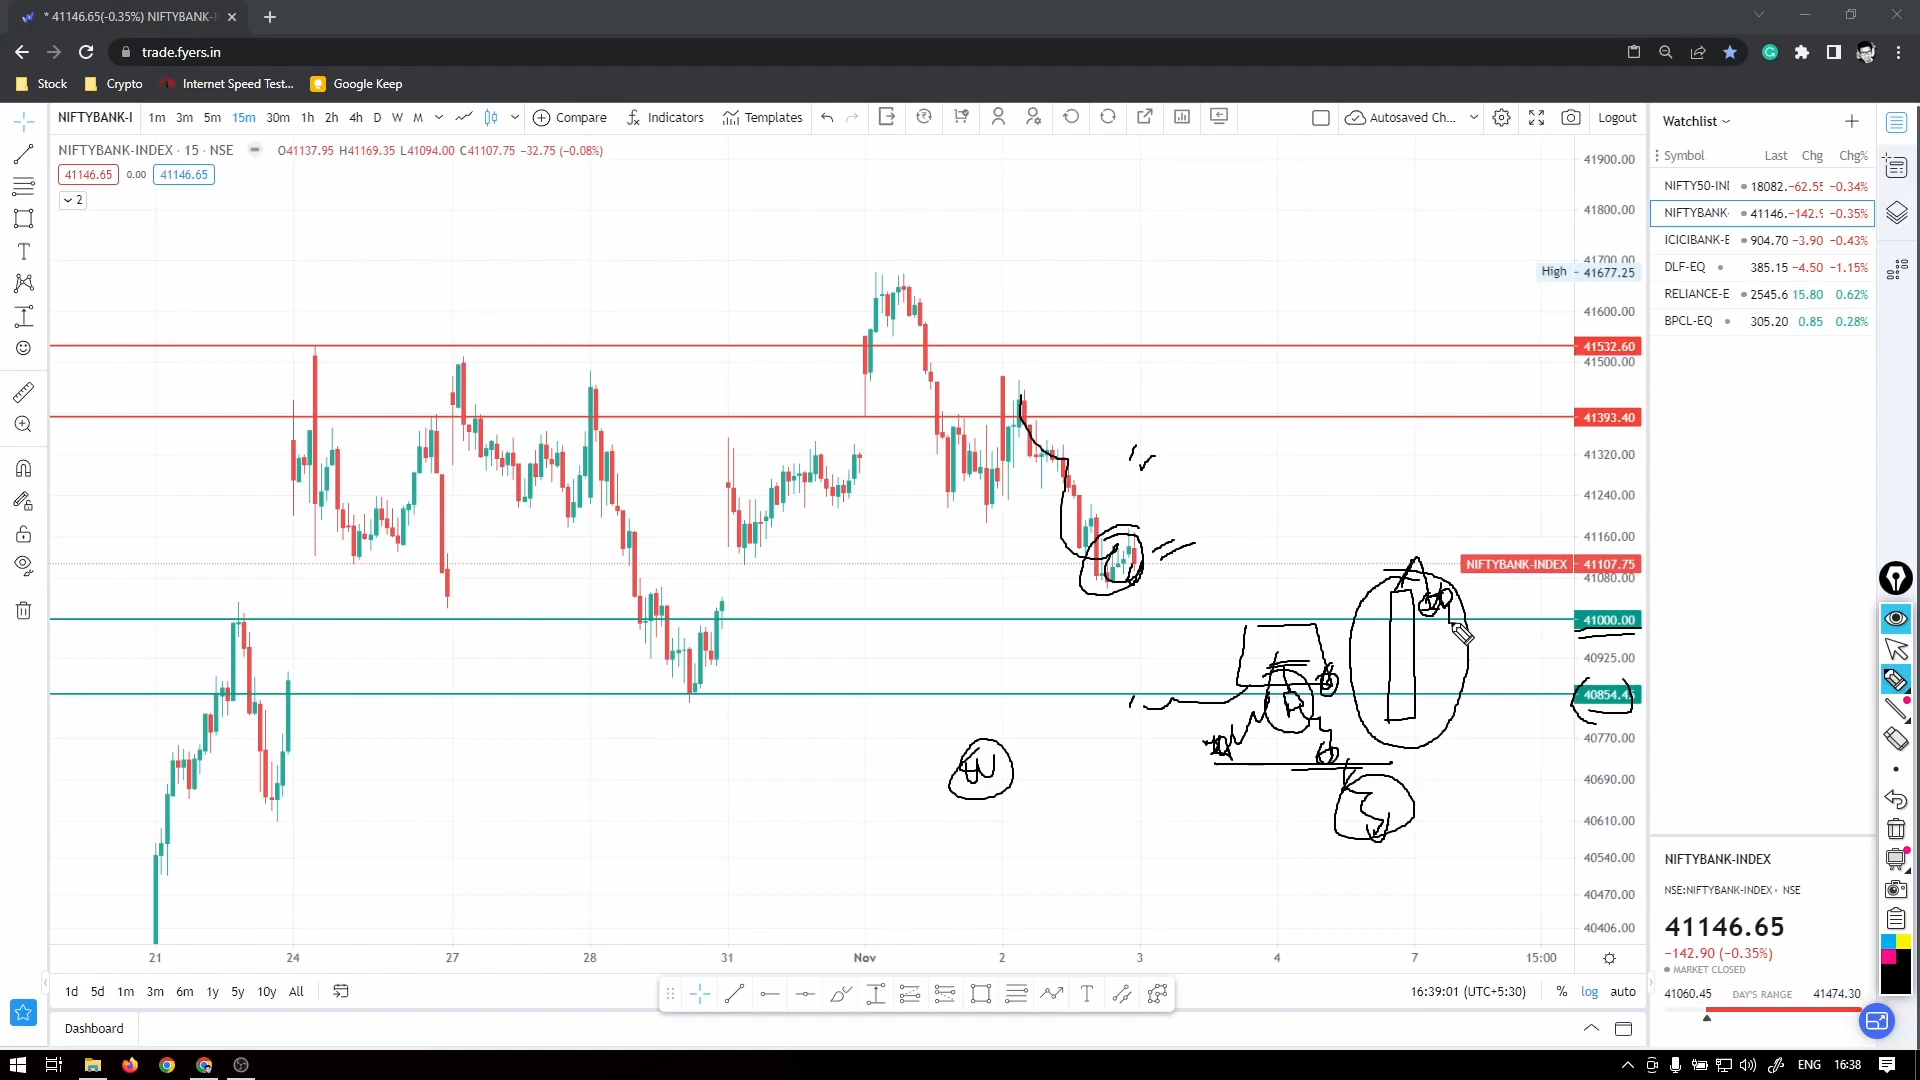 * 41146.65(-0.35%) NIFTYBANK-I
trade.fyers.in
Stock Crypto Internet Speed Test... Google Keep
NIFTYBANK-I 1m 3m 5m 15m 30m 1h 2h 4h D W M Compare Indicators Templates Autosaved Ch... Logout
NIFTYBANK-INDEX · 15 · NSE O41137.95 H41169.35 L41094.00 C41107.75 −32.75 (−0.08%)
41146.65 0.00 41146.65
2
41900.00
41800.00
41700.00
High 41677.25
41600.00
41532.60
41500.00
41393.40
41320.00
41240.00
41160.00
NIFTYBANK-INDEX 41107.75
41080.00
41000.00
40925.00
40854.45
40770.00
40690.00
40610.00
40540.00
40470.00
40406.00
21 24 27 28 31 Nov 2 3 4 7 15:00
1d 5d 1m 3m 6m 1y 5y 10y All
16:39:01 (UTC+5:30) % log auto
Dashboard
Watchlist
Symbol Last Chg Chg%
NIFTY50-INI 18082. −62.55 −0.34%
NIFTYBANK- 41146. −142.9 −0.35%
ICICIBANK-E 904.70 −3.90 −0.43%
DLF-EQ 385.15 −4.50 −1.15%
RELIANCE-E 2545.6 15.80 0.62%
BPCL-EQ 305.20 0.85 0.28%
NIFTYBANK-INDEX
NSE:NIFTYBANK-INDEX · NSE
41146.65
−142.90 (−0.35%)
MARKET CLOSED
41060.45 DAY'S RANGE 41474.30
ENG 16:38